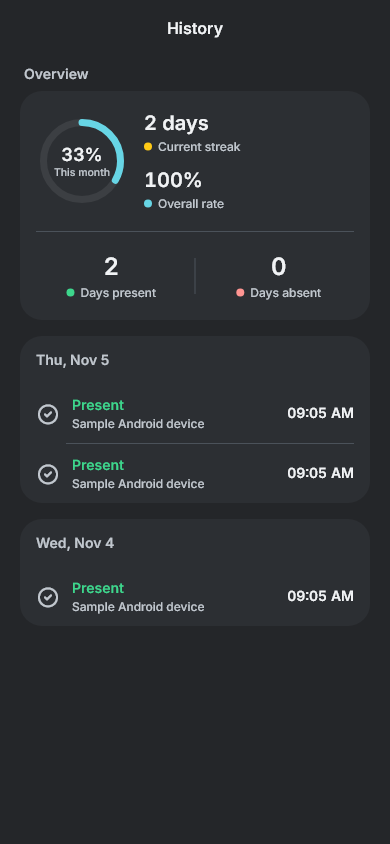 History
Overview
33%
This month
2 days
Current streak
100%
Overall rate
2
Days present
0
Days absent
Thu, Nov 5
Present
Sample Android device
09:05 AM
Present
Sample Android device
09:05 AM
Wed, Nov 4
Present
Sample Android device
09:05 AM